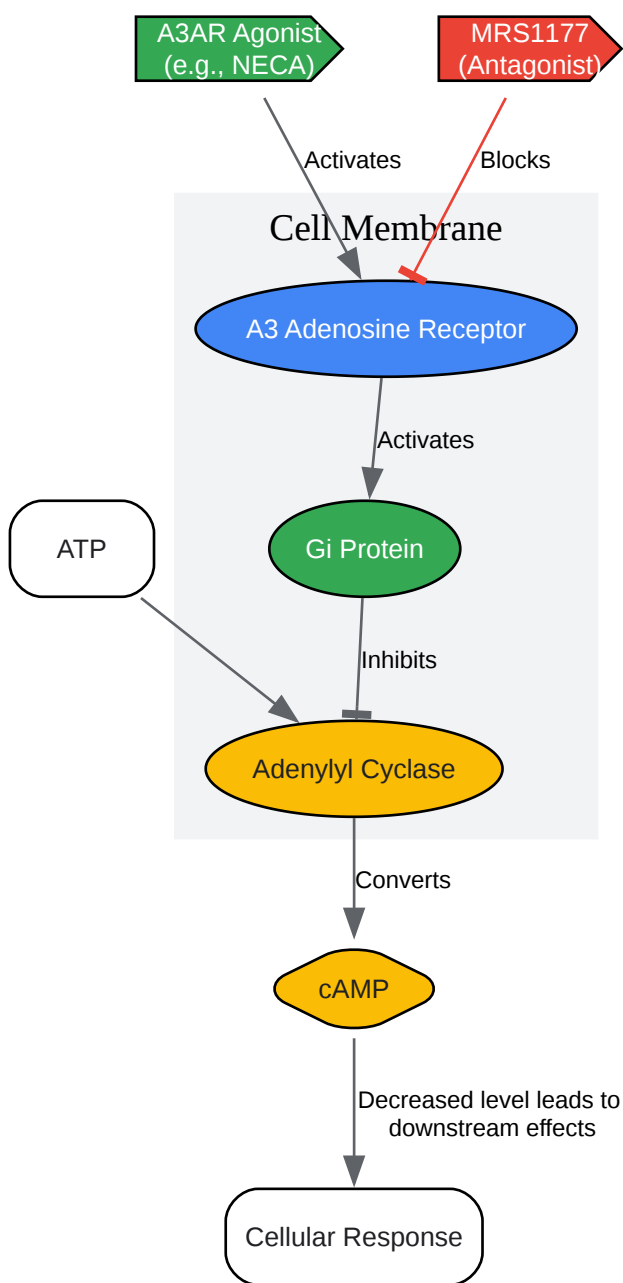 A3AR Agonist
(e.g., NECA)
MRS1177
(Antagonist)
Activates
Blocks
Cell Membrane
A3 Adenosine Receptor
Activates
ATP
Gi Protein
Inhibits
Adenylyl Cyclase
Converts
cAMP
Decreased level leads to
downstream effects
Cellular Response